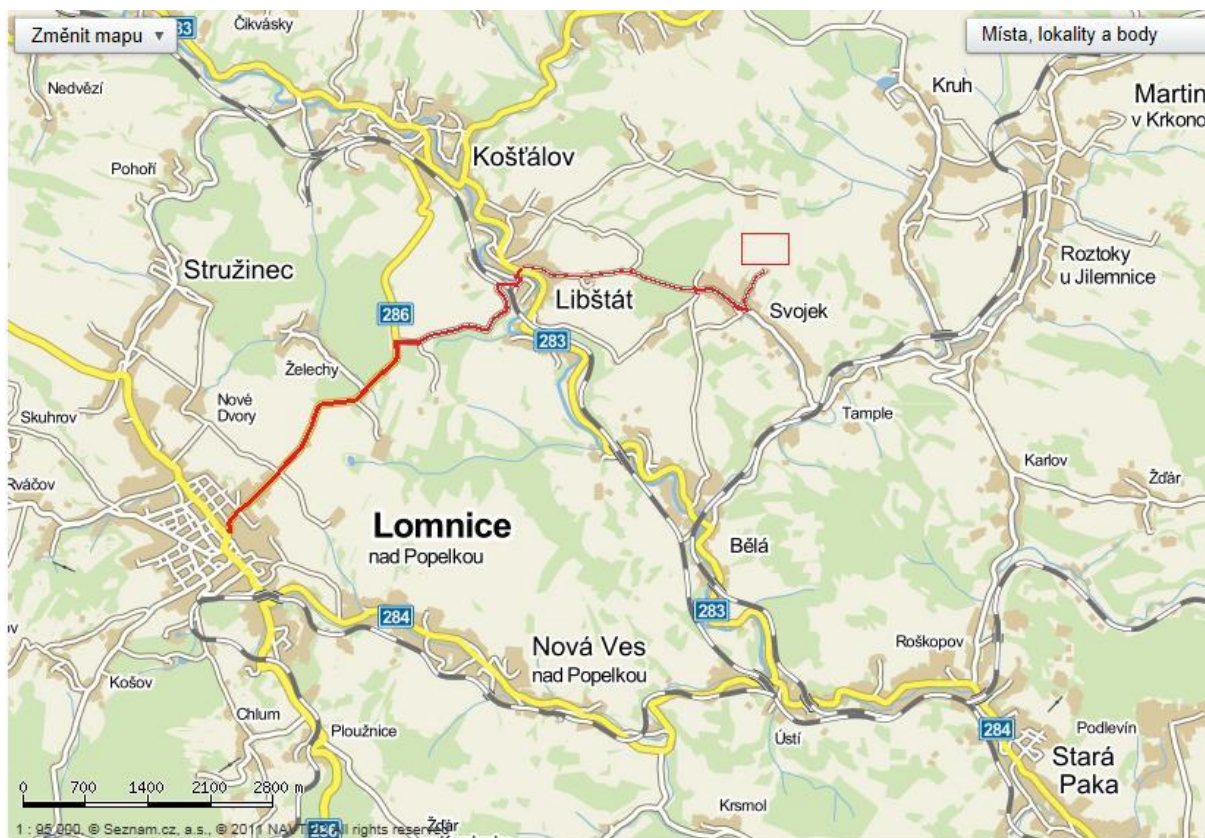 Změnit mapu
83
Čikvásky
Místa, lokality a body
Nedvězí
Kruh
Martin
v Krkono
Košťálov
Pohoří
Stružinec
Roztoky
u Jilemnice
Libštát
Svojek
286
283
Želechy
Nové
Dvory
Skuhrov
Tample
Karlov
Žďár
Rváčov
Lomnice
nad Popelkou
Bělá
284
283
Nová Ves
nad Popelkou
Roškopov
ov
Košov
Chlum
Ploužnice
Ústí
284
Podlevín
Stará
Paka
0 700 1400 2100 2800 m
Krsmol
Žďár
1 : 95 000, © Seznam.cz, a.s., © 2011 NAVTEQ All rights reserved
286